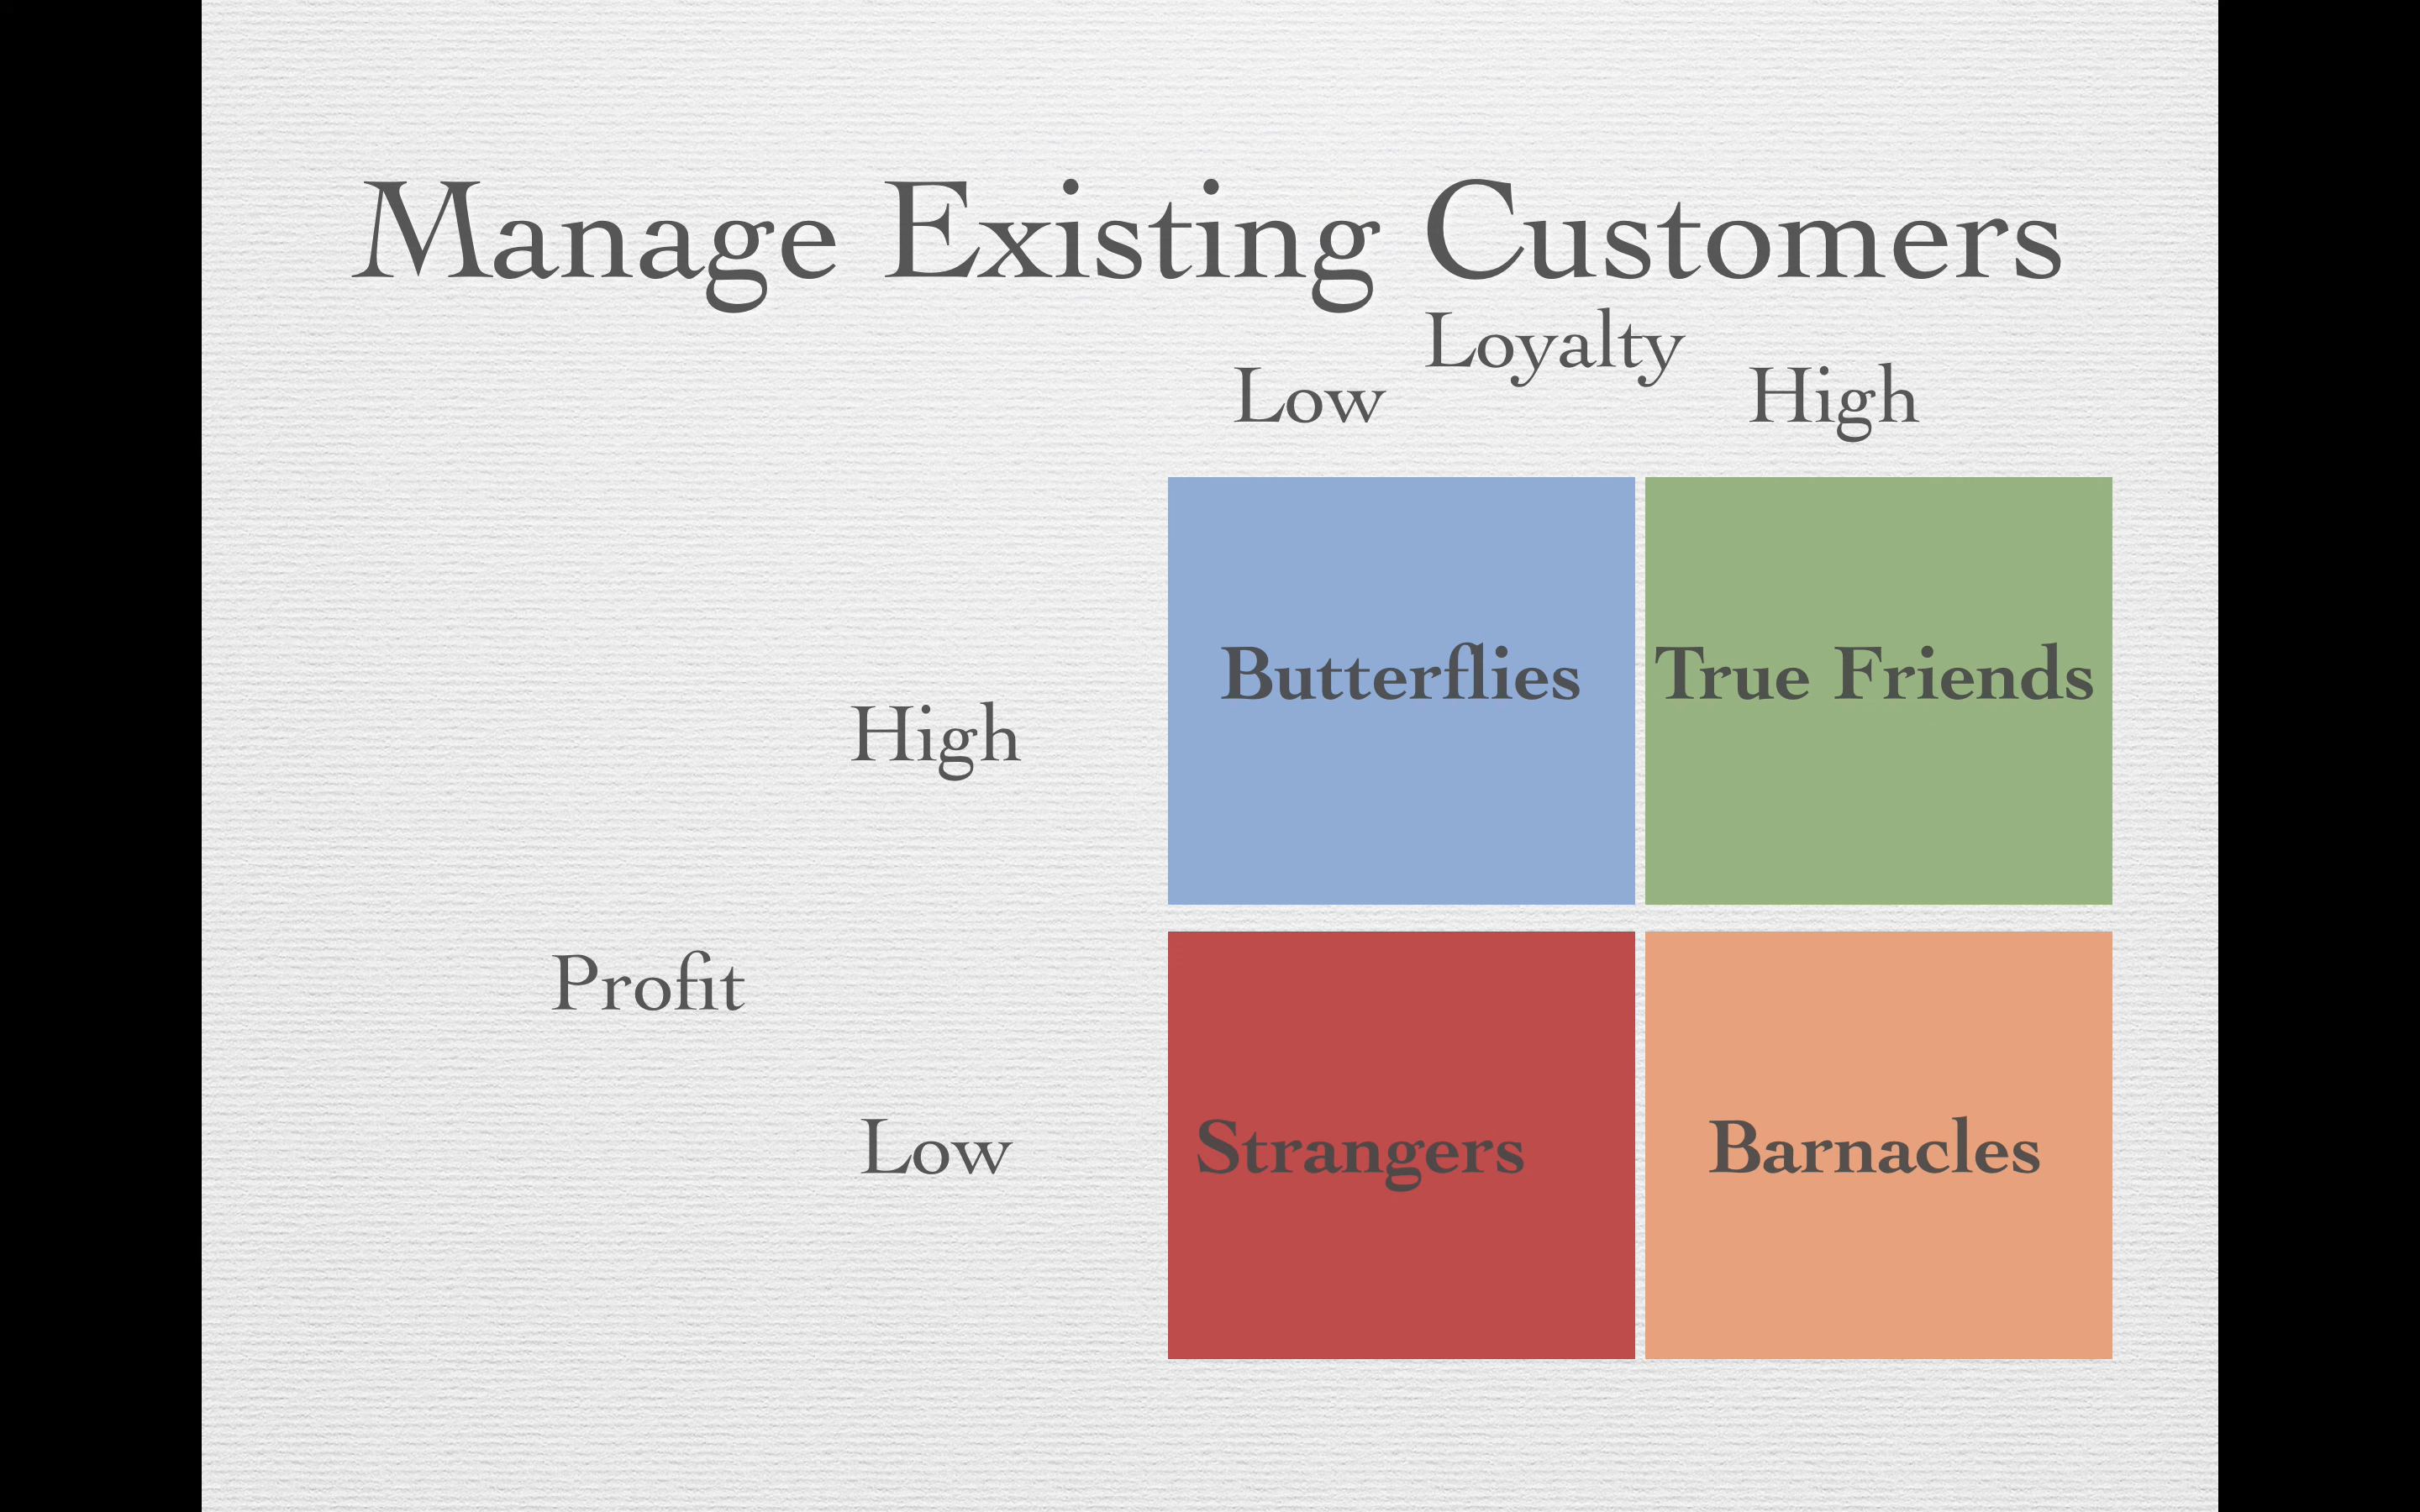 Manage Existing Customers
Loyalty
Low High
Butterflies True Friends
High
Profit
Low
Strangers Barnacles